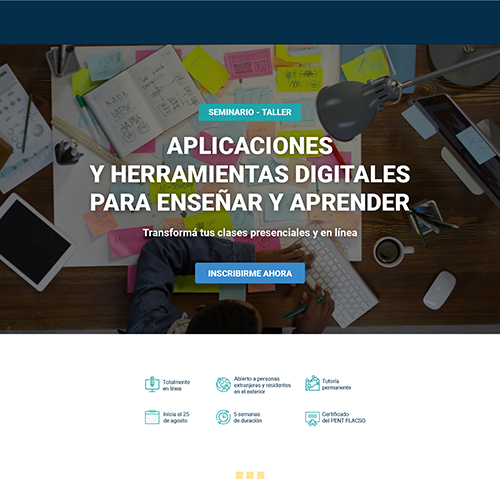 SEMINARIO - TALLER
APLICACIONES
Y HERRAMIENTAS DIGITALES
PARA ENSEÑAR Y APRENDER
Transformá tus clases presenciales y en línea
INSCRIBIRME AHORA
Totalmente
en línea
Abierto a personas
extranjeras y residentes
en el exterior
Tutoría
permanente
Inicia el 25
de agosto
5 semanas
de duración
Certificado
del PENT FLACSO